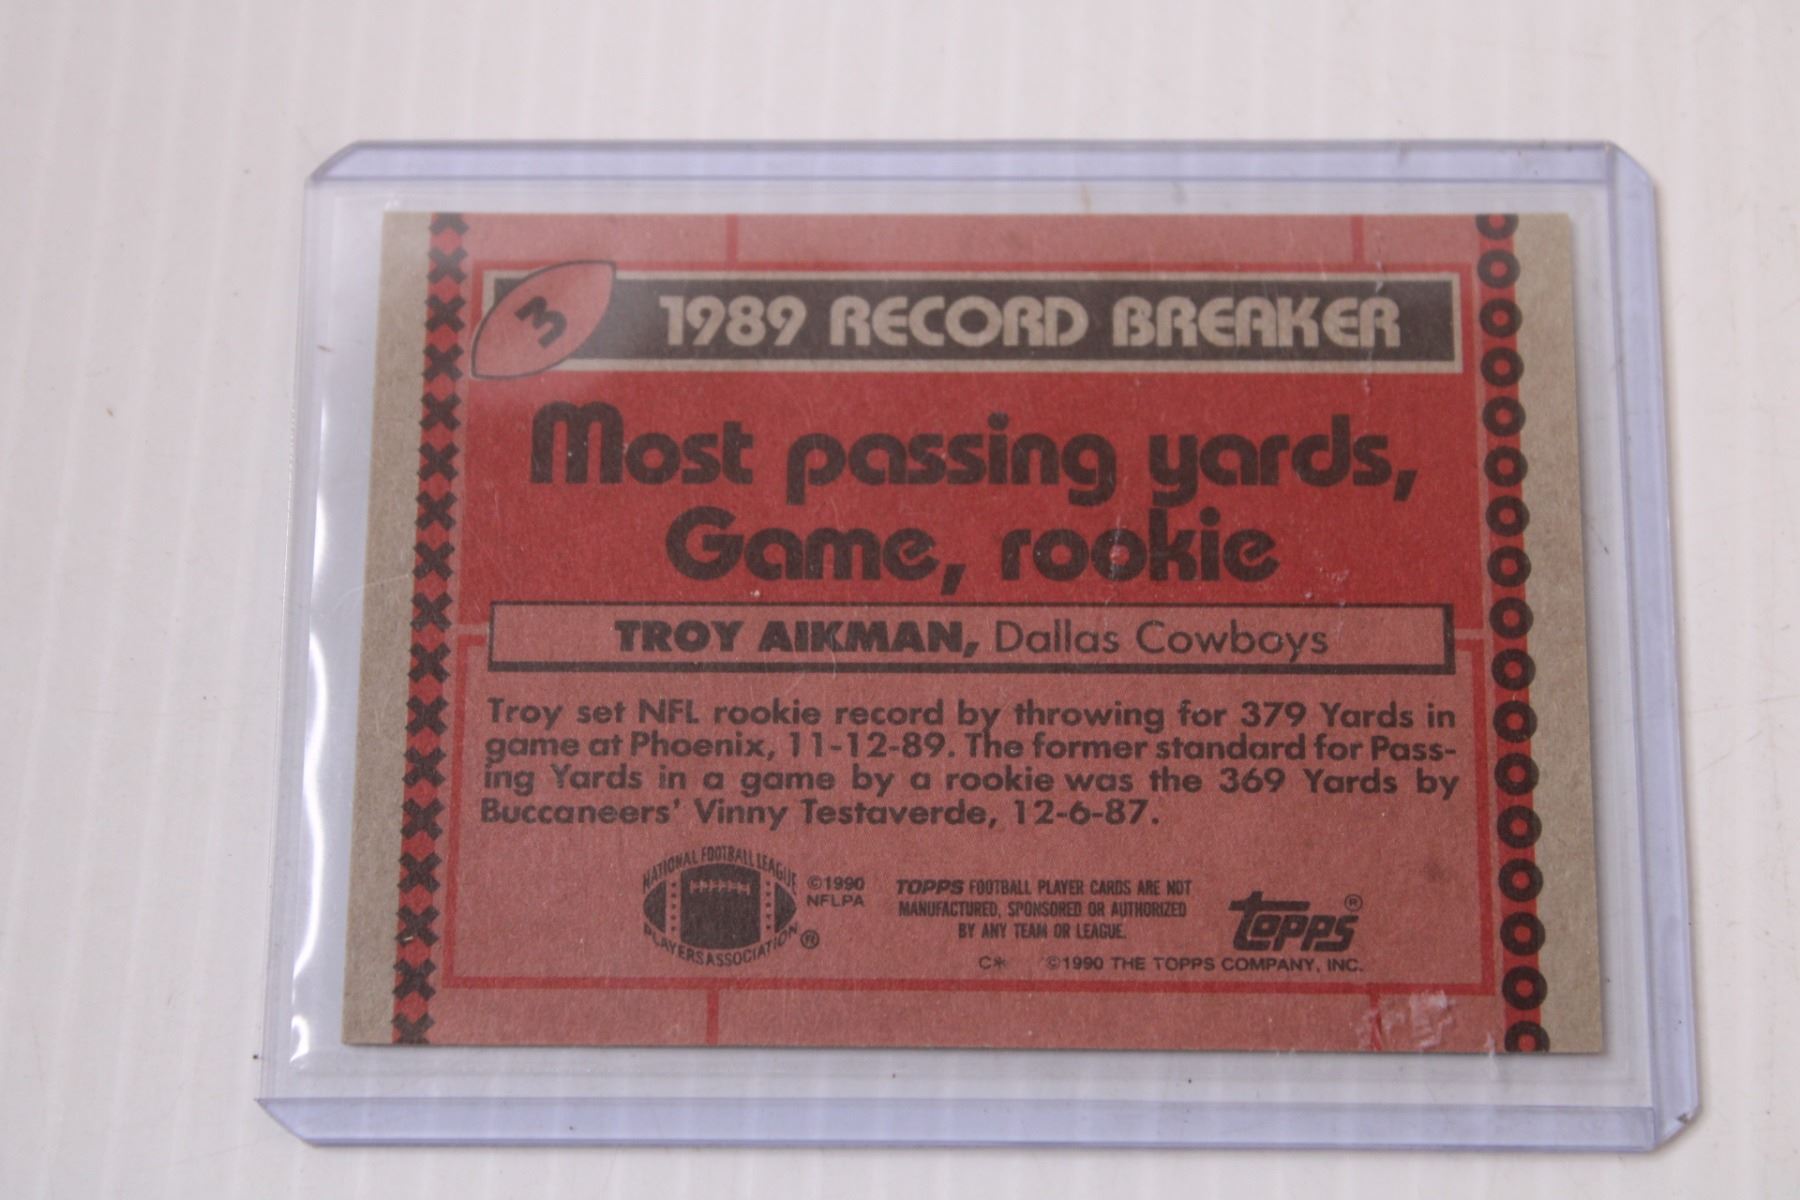 3
1989 RECORD BREAKER
Most passing yards,
Game, rookie
TROY AIKMAN, Dallas Cowboys
Troy set NFL rookie record by throwing for 379 Yards in
game at Phoenix, 11-12-89. The former standard for Pass-
ing Yards in a game by a rookie was the 369 Yards by
Buccaneers' Vinny Testaverde, 12-6-87.
NATIONAL FOOTBALL LEAGUE
PLAYERS ASSOCIATION ®
©1990
NFLPA
TOPPS FOOTBALL PLAYER CARDS ARE NOT
MANUFACTURED, SPONSORED OR AUTHORIZED
BY ANY TEAM OR LEAGUE.
topps®
C* ©1990 THE TOPPS COMPANY, INC.